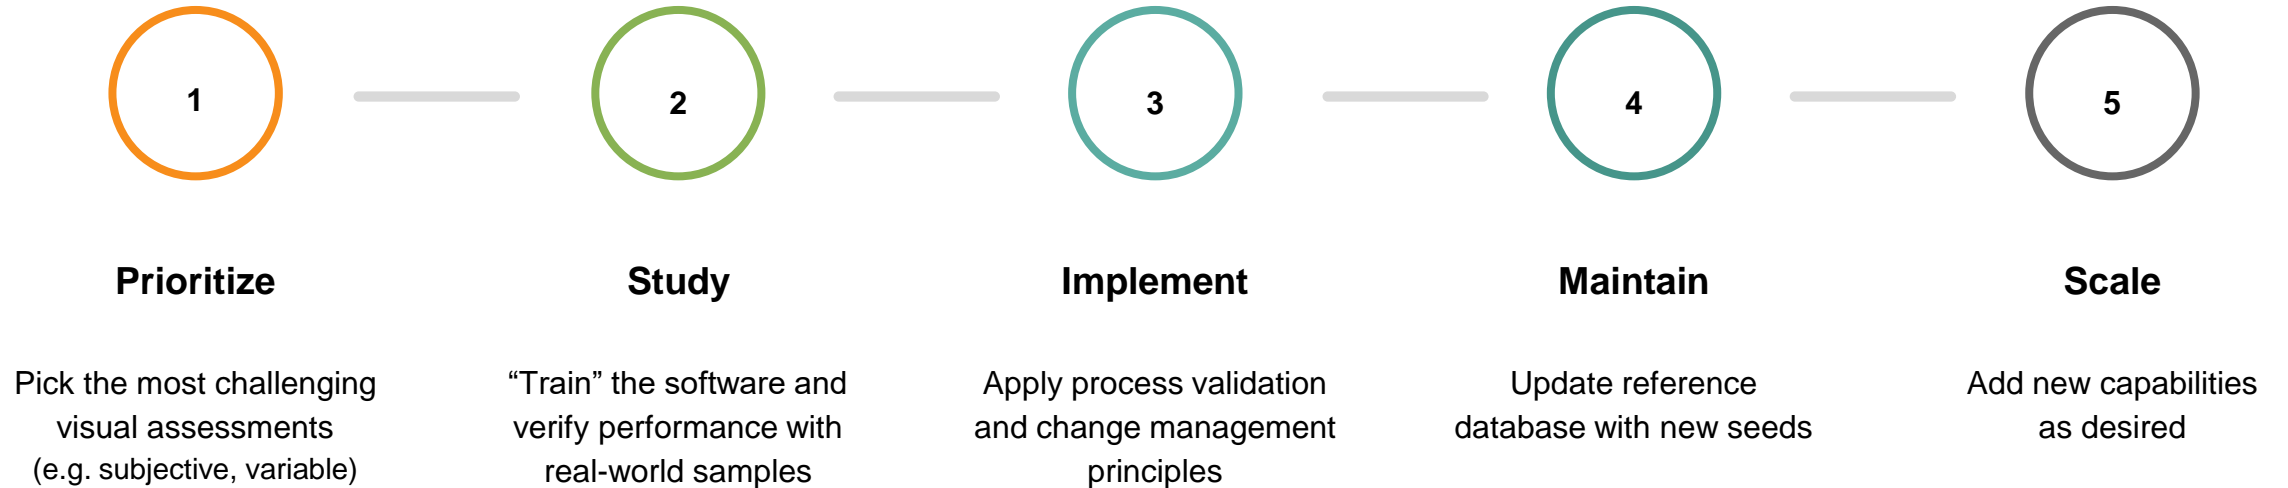 1
2
3
4
5
Prioritize
Study
Implement
Maintain
Scale
Pick the most challenging
visual assessments
(e.g. subjective, variable)
“Train” the software and
verify performance with
real-world samples
Apply process validation
and change management
principles
Update reference
database with new seeds
Add new capabilities
as desired